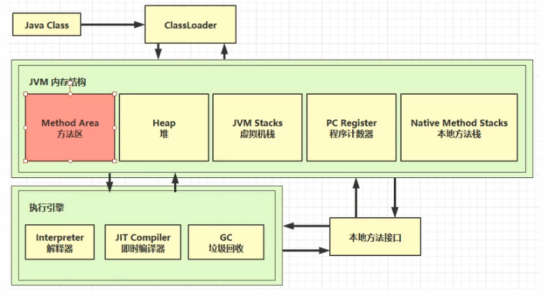 Java Class
ClassLoader
JVM 内存结构
Method Area
方法区
Heap
堆
JVM Stacks
虚拟机栈
PC Register
程序计数器
Native Method Stacks
本地方法栈
执行引擎
Interpreter
解释器
JIT Compiler
即时编译器
GC
垃圾回收
本地方法接口